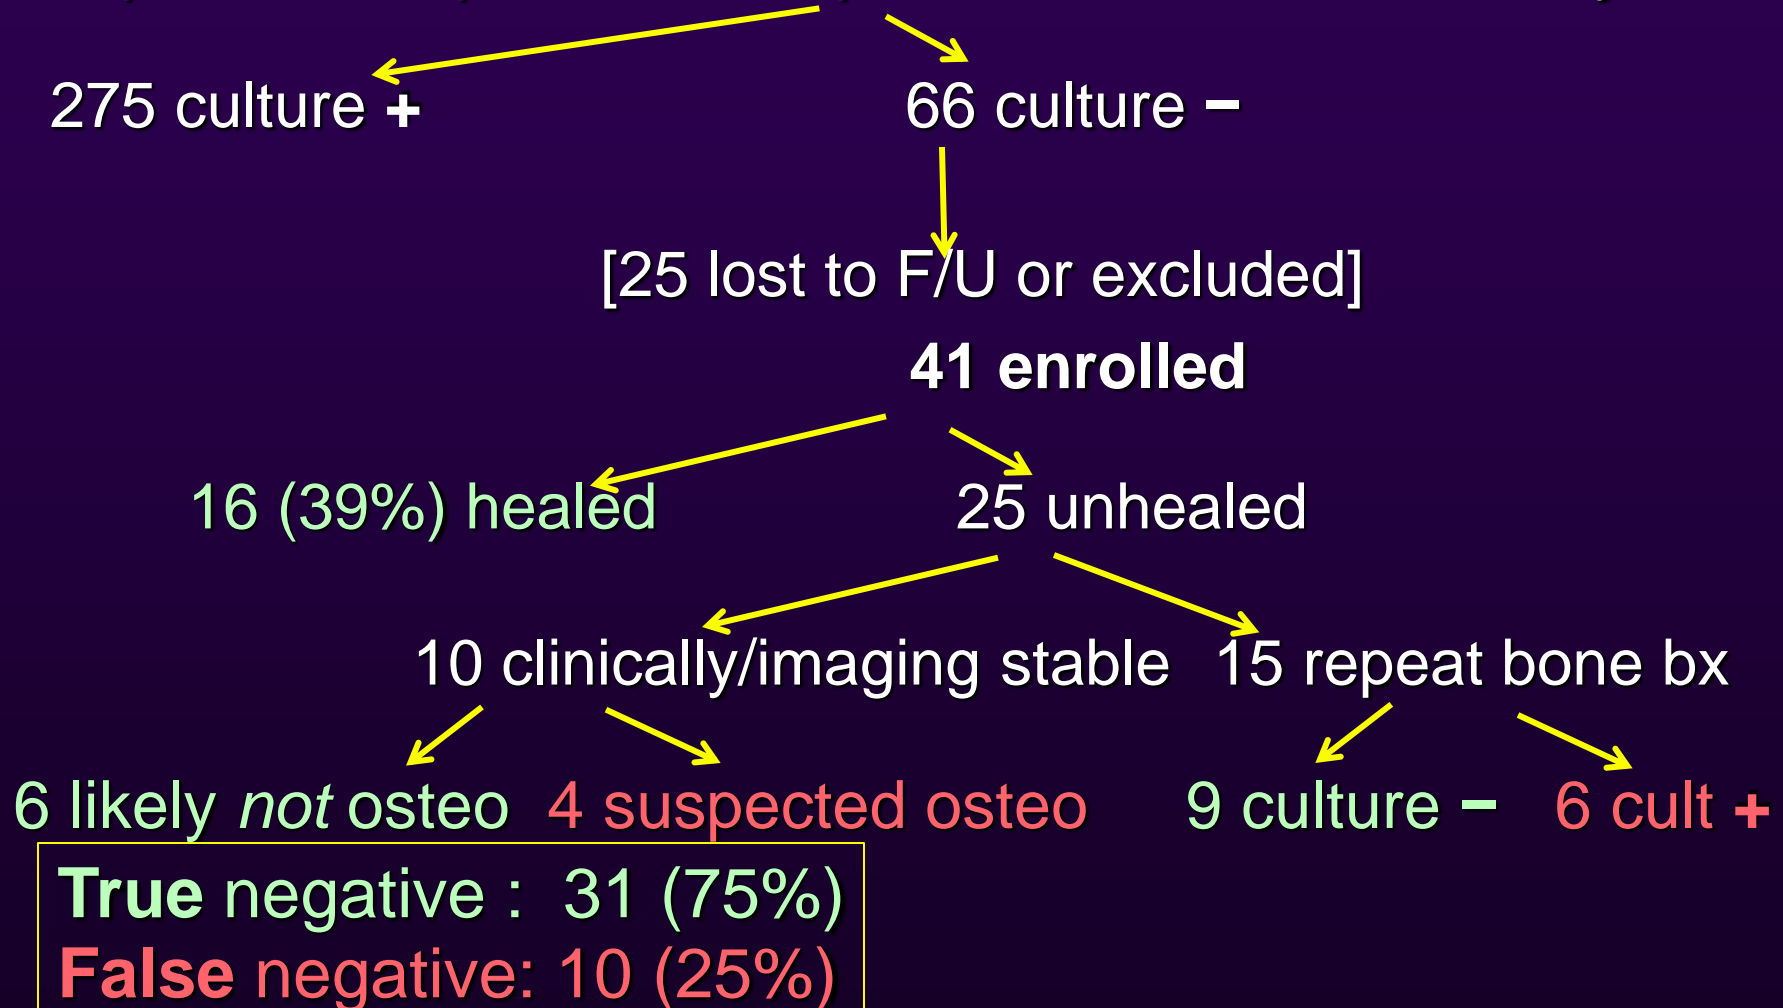 275 culture + 66 culture −
[25 lost to F/U or excluded]
41 enrolled
16 (39%) healed 25 unhealed
10 clinically/imaging stable 15 repeat bone bx
6 likely not osteo 4 suspected osteo 9 culture − 6 cult +
True negative : 31 (75%)
False negative: 10 (25%)